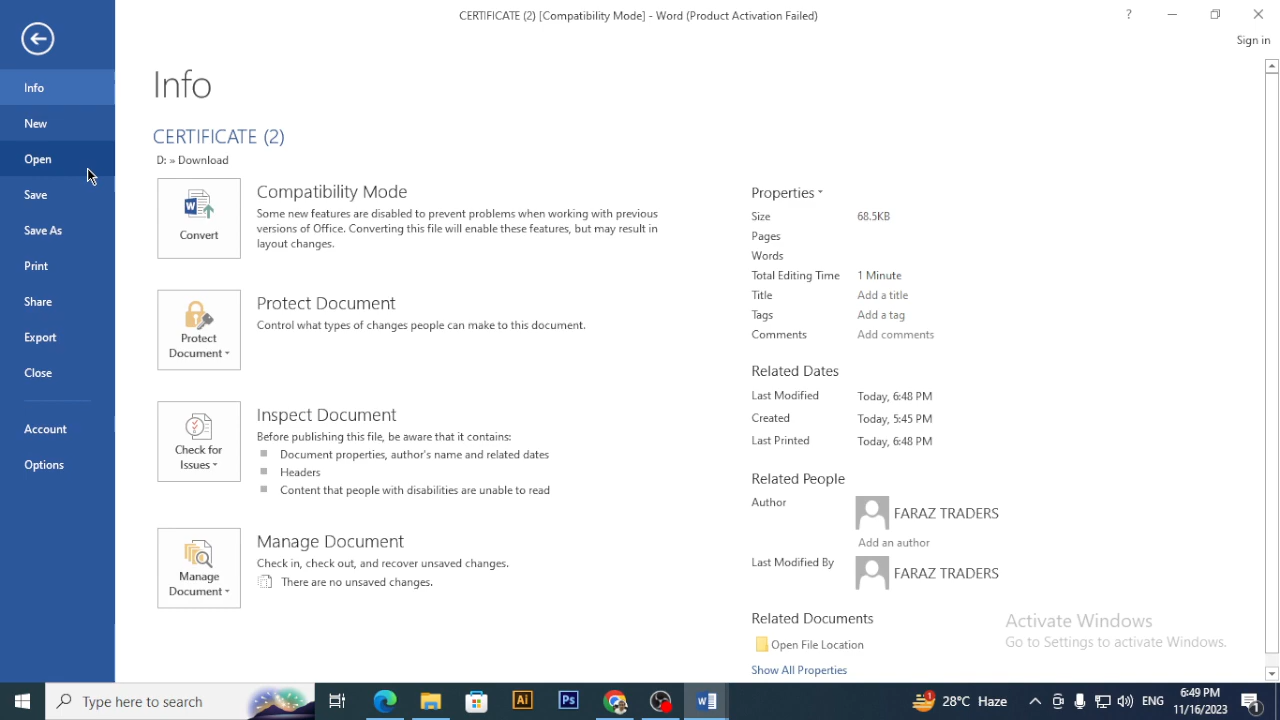 CERTIFICATE (2) [Compatibility Mode] - Word (Product Activation Failed)
?
Sign in
Info
New
Open
Save
Save As
Print
Share
Export
Close
Account
Options
Info
CERTIFICATE (2)
D: » Download
Convert
Compatibility Mode
Some new features are disabled to prevent problems when working with previous
versions of Office. Converting this file will enable these features, but may result in
layout changes.
Protect
Document
Protect Document
Control what types of changes people can make to this document.
Check for
Issues
Inspect Document
Before publishing this file, be aware that it contains:
Document properties, author's name and related dates
Headers
Content that people with disabilities are unable to read
Manage
Document
Manage Document
Check in, check out, and recover unsaved changes.
There are no unsaved changes.
Properties
Size 68.5KB
Pages
Words
Total Editing Time 1 Minute
Title Add a title
Tags Add a tag
Comments Add comments
Related Dates
Last Modified Today, 6:48 PM
Created Today, 5:45 PM
Last Printed Today, 6:48 PM
Related People
Author FARAZ TRADERS
Add an author
Last Modified By FARAZ TRADERS
Related Documents
Open File Location
Show All Properties
Activate Windows
Go to Settings to activate Windows.
Type here to search
Ai
Ps
1
28°C Haze
ENG
6:49 PM
11/16/2023
1